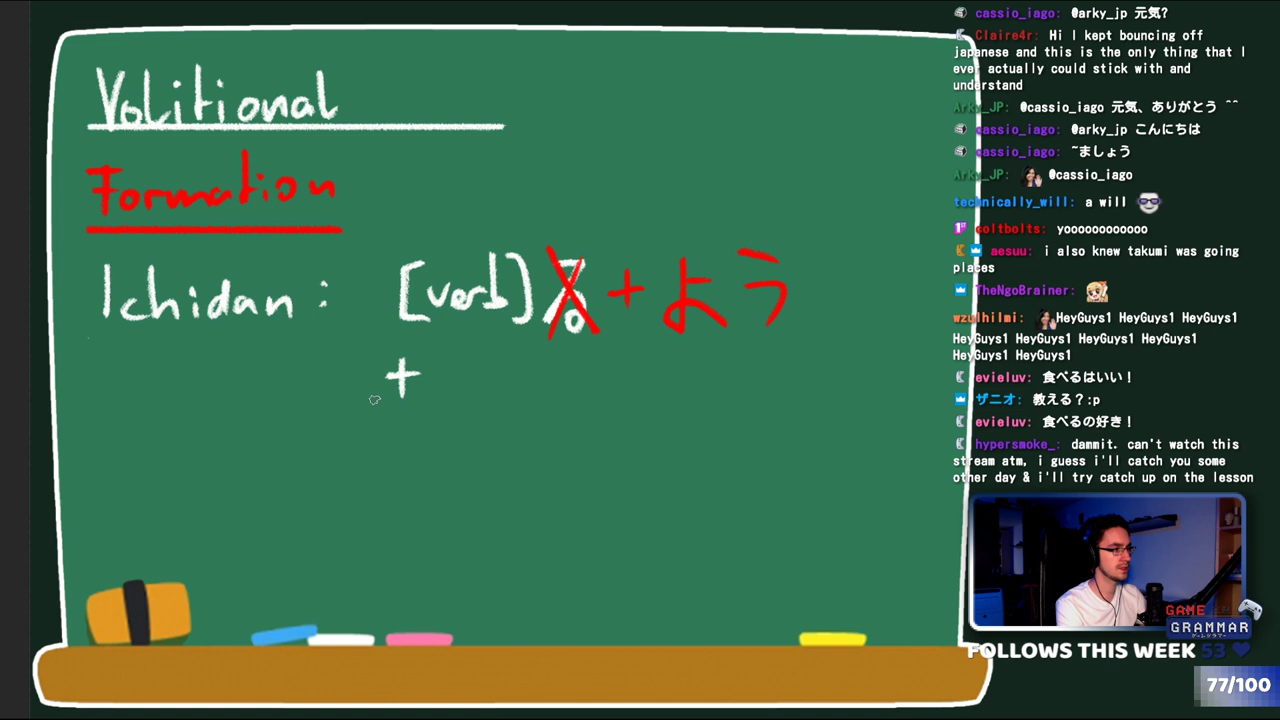 Volitional
Formation
Ichidan : [verb]る + よう
+
cassio_iago: @arky_jp 元気?
Claire4r: Hi I kept bouncing off
japanese and this is the only thing that I
ever actually could stick with and
understand
Arky_JP: @cassio_iago 元気、ありがとう ^^
cassio_iago: @arky_jp こんにちは
cassio_iago: ~ましょう
Arky_JP: @cassio_iago
technically_will: a will
coltbolts: yoooooooooooo
aesuu: i also knew takumi was going
places
TheNgoBrainer:
wzulhilmi: HeyGuys1 HeyGuys1 HeyGuys1
HeyGuys1 HeyGuys1 HeyGuys1 HeyGuys1
HeyGuys1 HeyGuys1
evieluv: 食べるはいい！
ザニオ: 教える？:p
evieluv: 食べるの好き！
hypersmoke_: dammit. can't watch this
stream atm, i guess i'll catch you some
other day & i'll try catch up on the lesson
GAME
GRAMMAR
FOLLOWS THIS WEEK 53
77/100